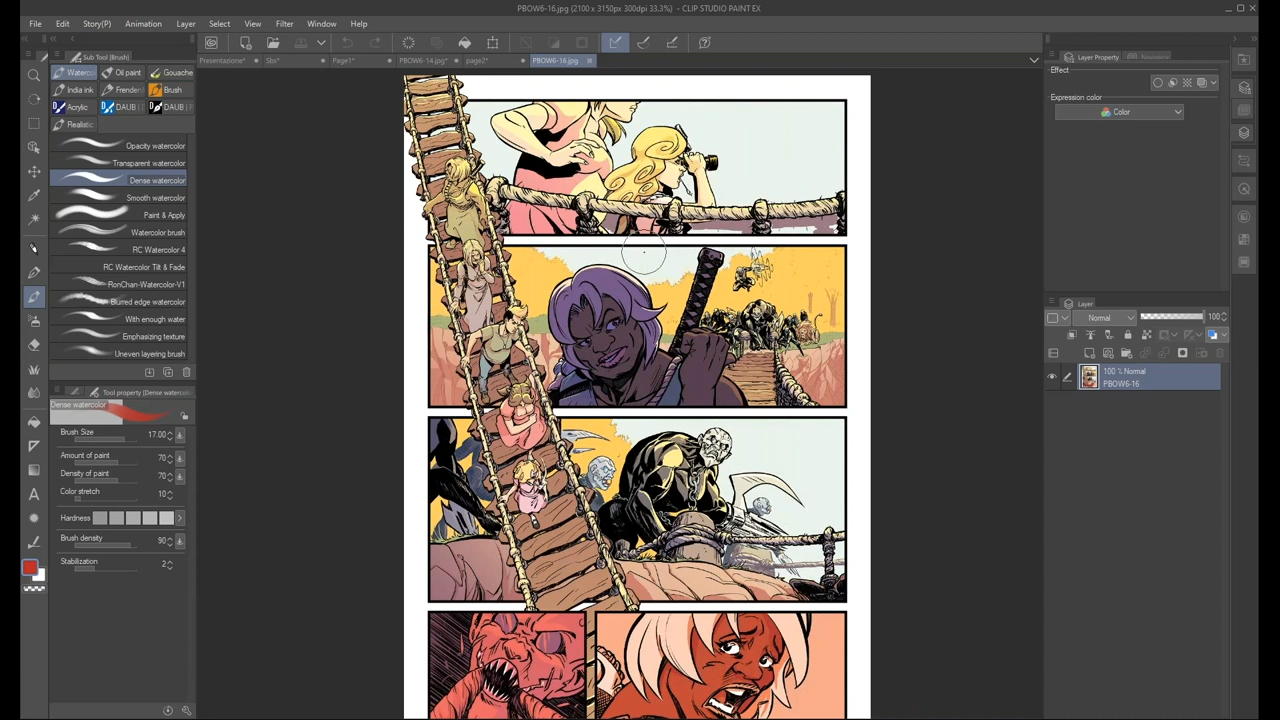 PBOW6-16.jpg (2100 x 3150px 300dpi 33.3%) - CLIP STUDIO PAINT EX
File Edit Story(P) Animation Layer Select View Filter Window Help
Sub Tool [Brush]
Presentazione* Sbs* Page1* PBOW6-14.jpg* page2* PBOW6-16.jpg
Waterco Oil paint Gouache
India ink Frender Brush
Acrylic DAUB DAUB
Realistic
Opacity watercolor
Transparent watercolor
Dense watercolor
Smooth watercolor
Paint & Apply
Watercolor brush
RC Watercolor 4
RC Watercolor Tilt & Fade
RonChan-Watercolor-V1
Blurred edge watercolor
With enough water
Emphasizing texture
Uneven layering brush
Tool property [Dense waterco
Dense watercolor
Brush Size 17.00
Amount of paint 70
Density of paint 70
Color stretch 10
Hardness
Brush density 90
Stabilization 2
Layer Property Navigator
Effect
Expression color
Color
Layer
Normal 100
100 % Normal
PBOW6-16